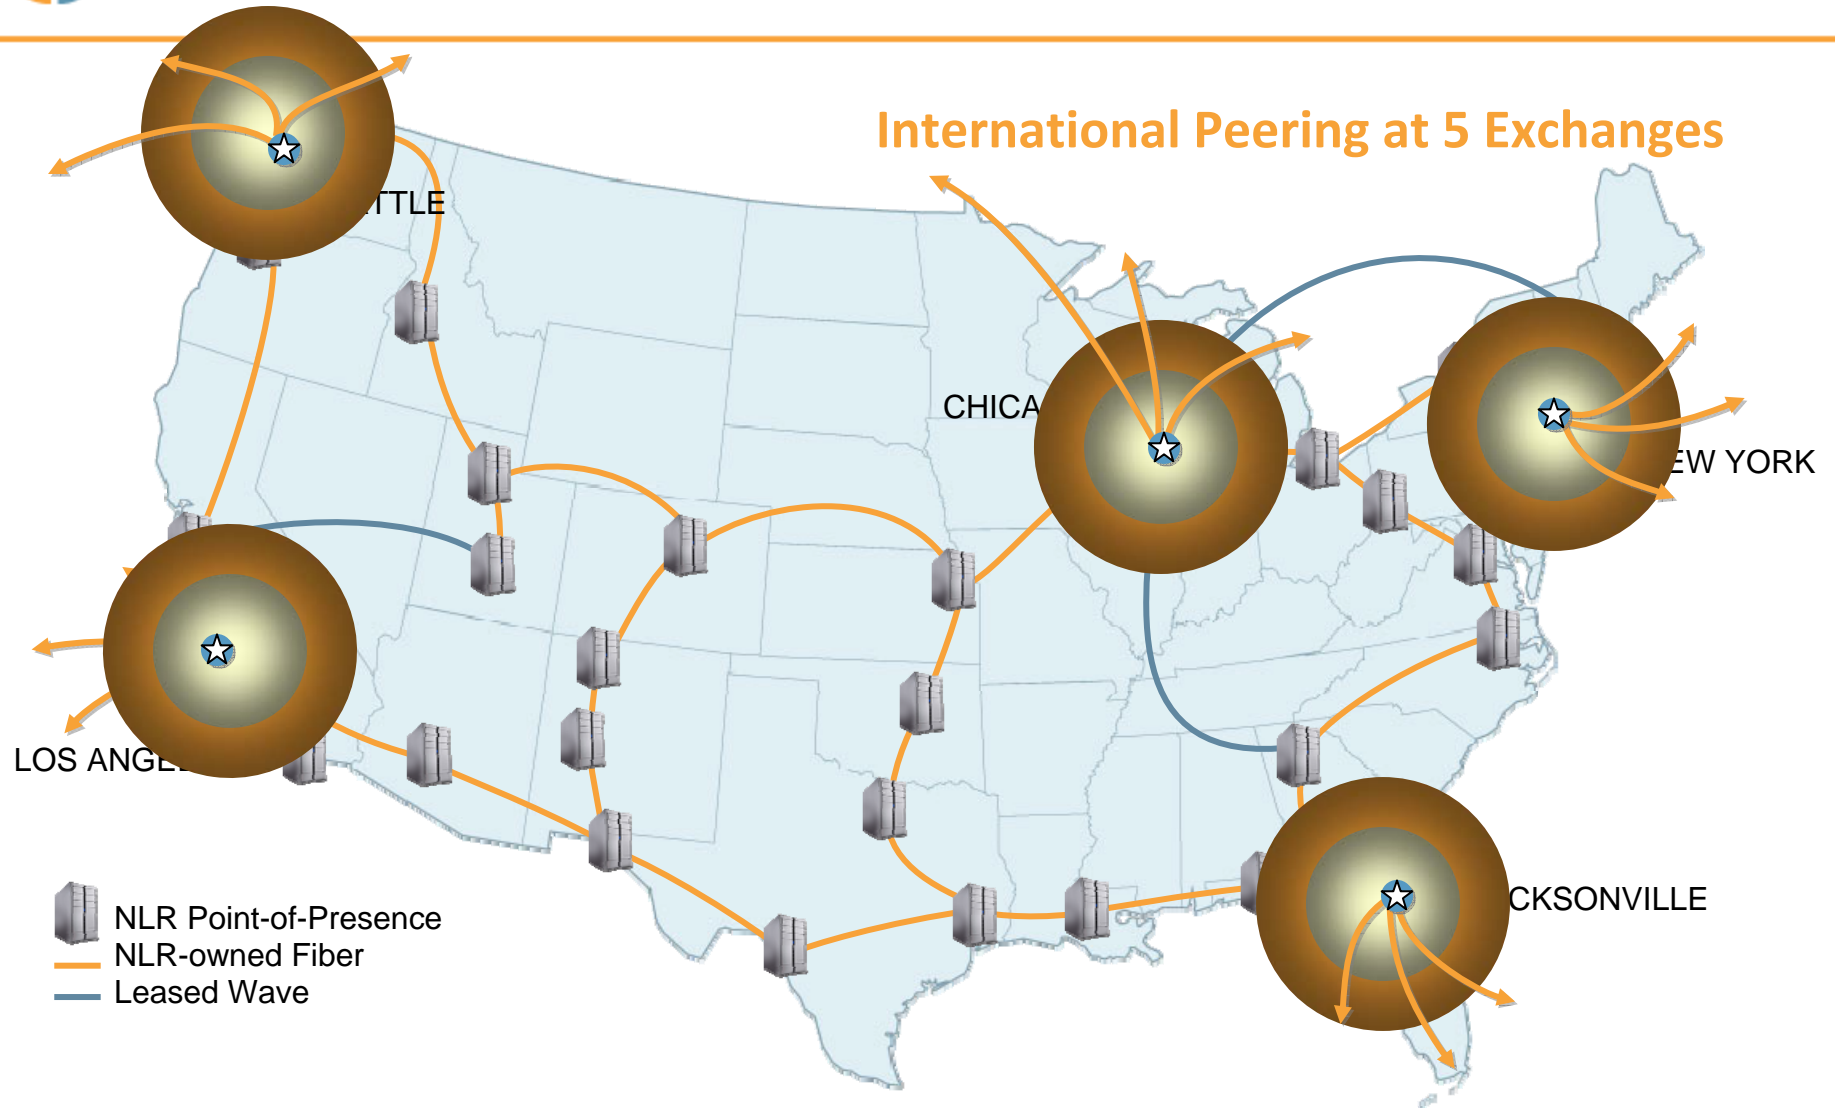 International Peering at 5 Exchanges
TTLE
CHICA
EW YORK
LOS ANGEL
CKSONVILLE
NLR Point-of-Presence
NLR-owned Fiber
Leased Wave